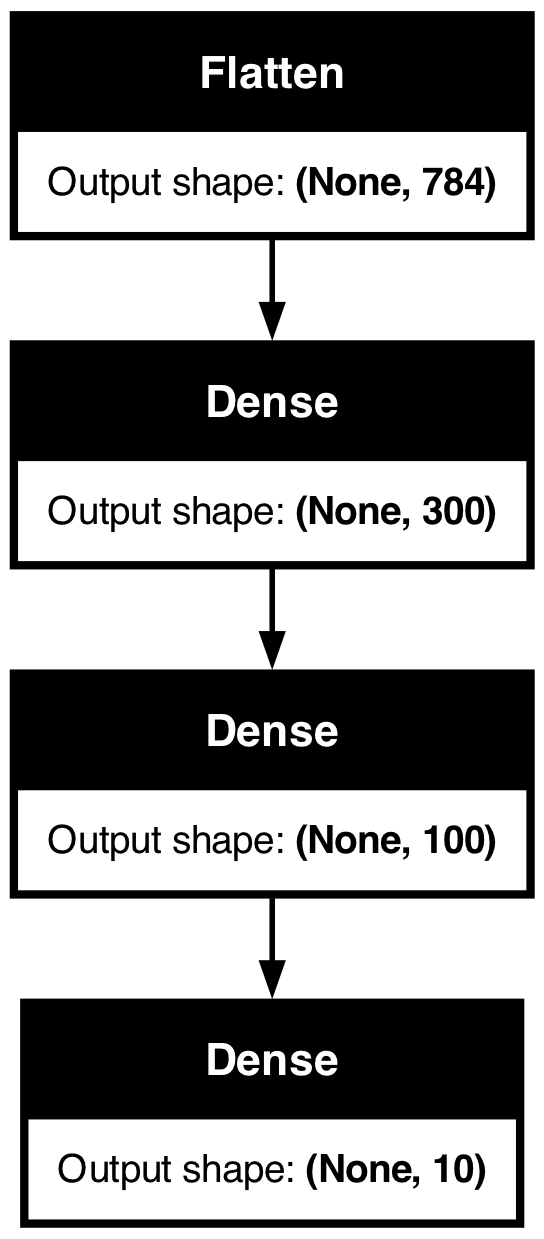 Flatten
Output shape: (None, 784)
Dense
Output shape: (None, 300)
Dense
Output shape: (None, 100)
Dense
Output shape: (None, 10)